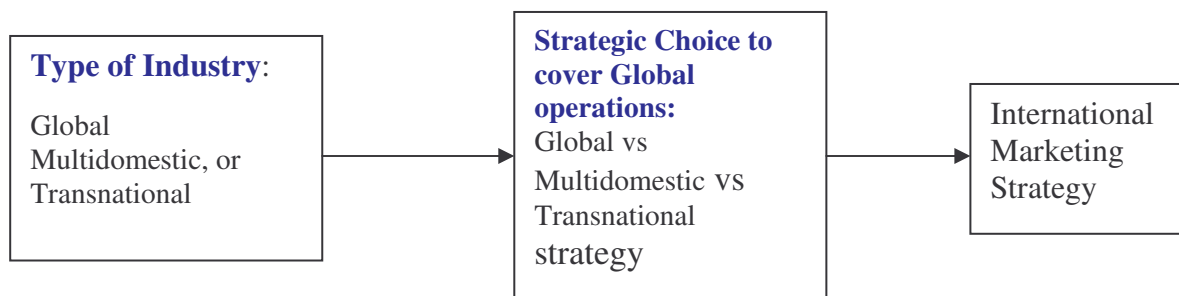 Type of Industry:
Global
Multidomestic, or
Transnational
Strategic Choice to
cover Global
operations:
Global vs
Multidomestic vs
Transnational
strategy
International
Marketing
Strategy